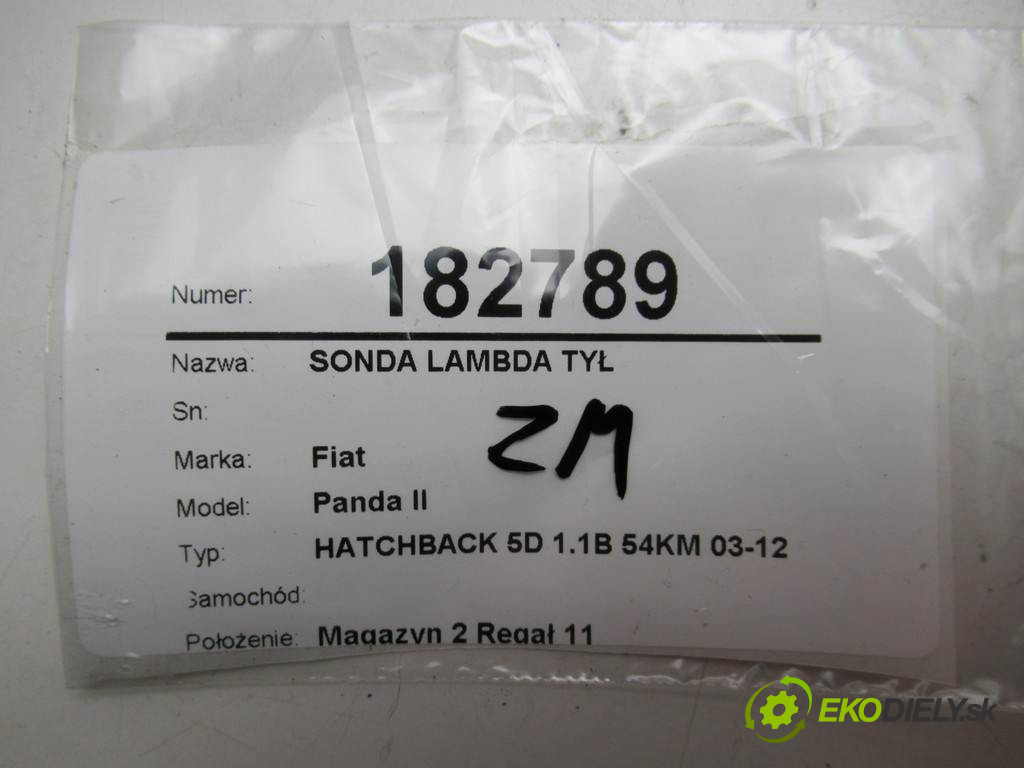 Numer: 182789
Nazwa: SONDA LAMBDA TYŁ
Sn:
ZM
Marka: Fiat
Model: Panda II
Typ: HATCHBACK 5D 1.1B 54KM 03-12
Samochód:
Położenie: Magazyn 2 Regał 11
EKODIELY.sk